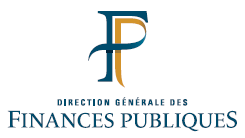 DIRECTION GÉNÉRALE DES
FINANCES PUBLIQUES